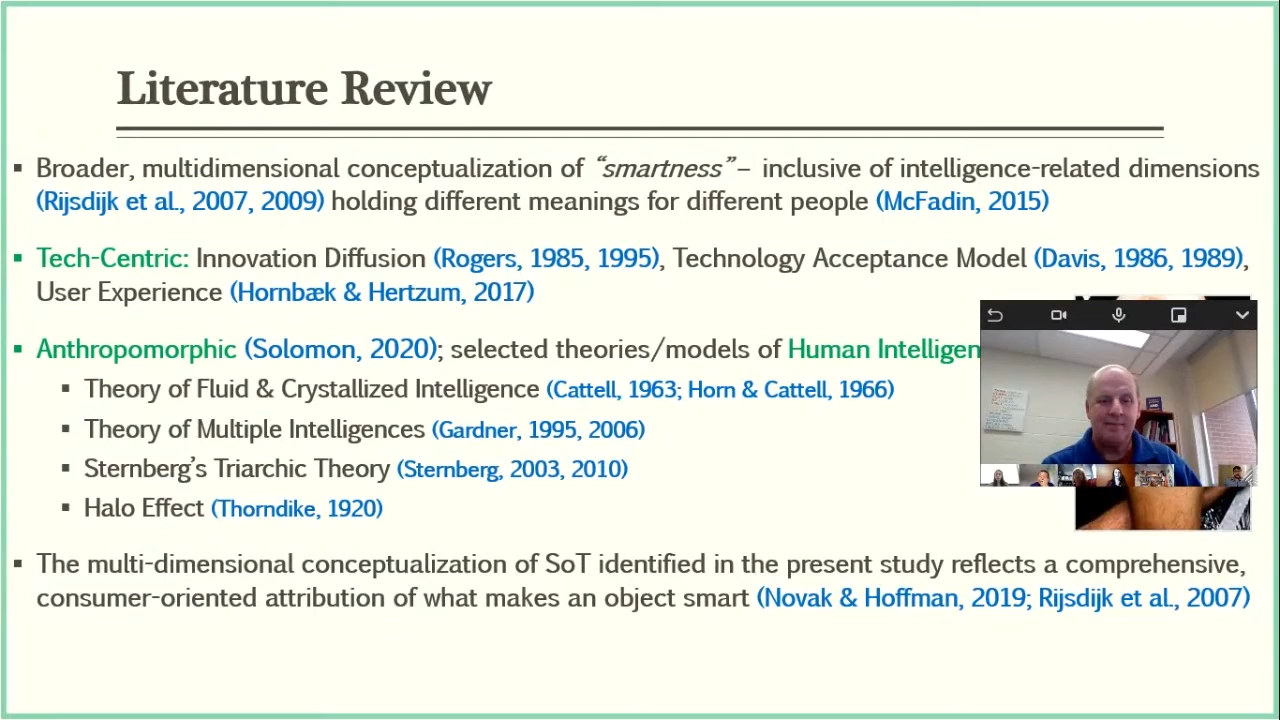 Literature Review
▪ Broader, multidimensional conceptualization of “smartness” – inclusive of intelligence-related dimensions
(Rijsdijk et al., 2007, 2009) holding different meanings for different people (McFadin, 2015)
▪ Tech-Centric: Innovation Diffusion (Rogers, 1985, 1995), Technology Acceptance Model (Davis, 1986, 1989),
User Experience (Hornbæk & Hertzum, 2017)
▪ Anthropomorphic (Solomon, 2020); selected theories/models of Human Intelligen
▪ Theory of Fluid & Crystallized Intelligence (Cattell, 1963; Horn & Cattell, 1966)
▪ Theory of Multiple Intelligences (Gardner, 1995, 2006)
▪ Sternberg’s Triarchic Theory (Sternberg, 2003, 2010)
▪ Halo Effect (Thorndike, 1920)
▪ The multi-dimensional conceptualization of SoT identified in the present study reflects a comprehensive,
consumer-oriented attribution of what makes an object smart (Novak & Hoffman, 2019; Rijsdijk et al., 2007)